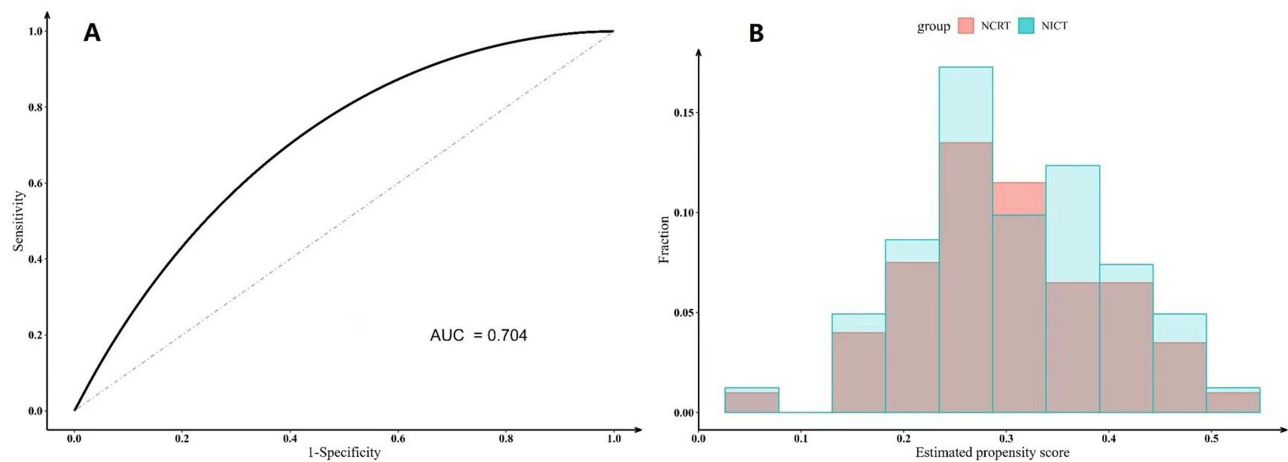 A
1.0
0.8
0.6
0.4
0.2
0.0
Sensitivity
AUC = 0.704
0.0 0.2 0.4 0.6 0.8 1.0
1-Specificity
B
group NCRT NICT
0.15
0.10
0.05
0.00
Fraction
0.0 0.1 0.2 0.3 0.4 0.5
Estimated propensity score